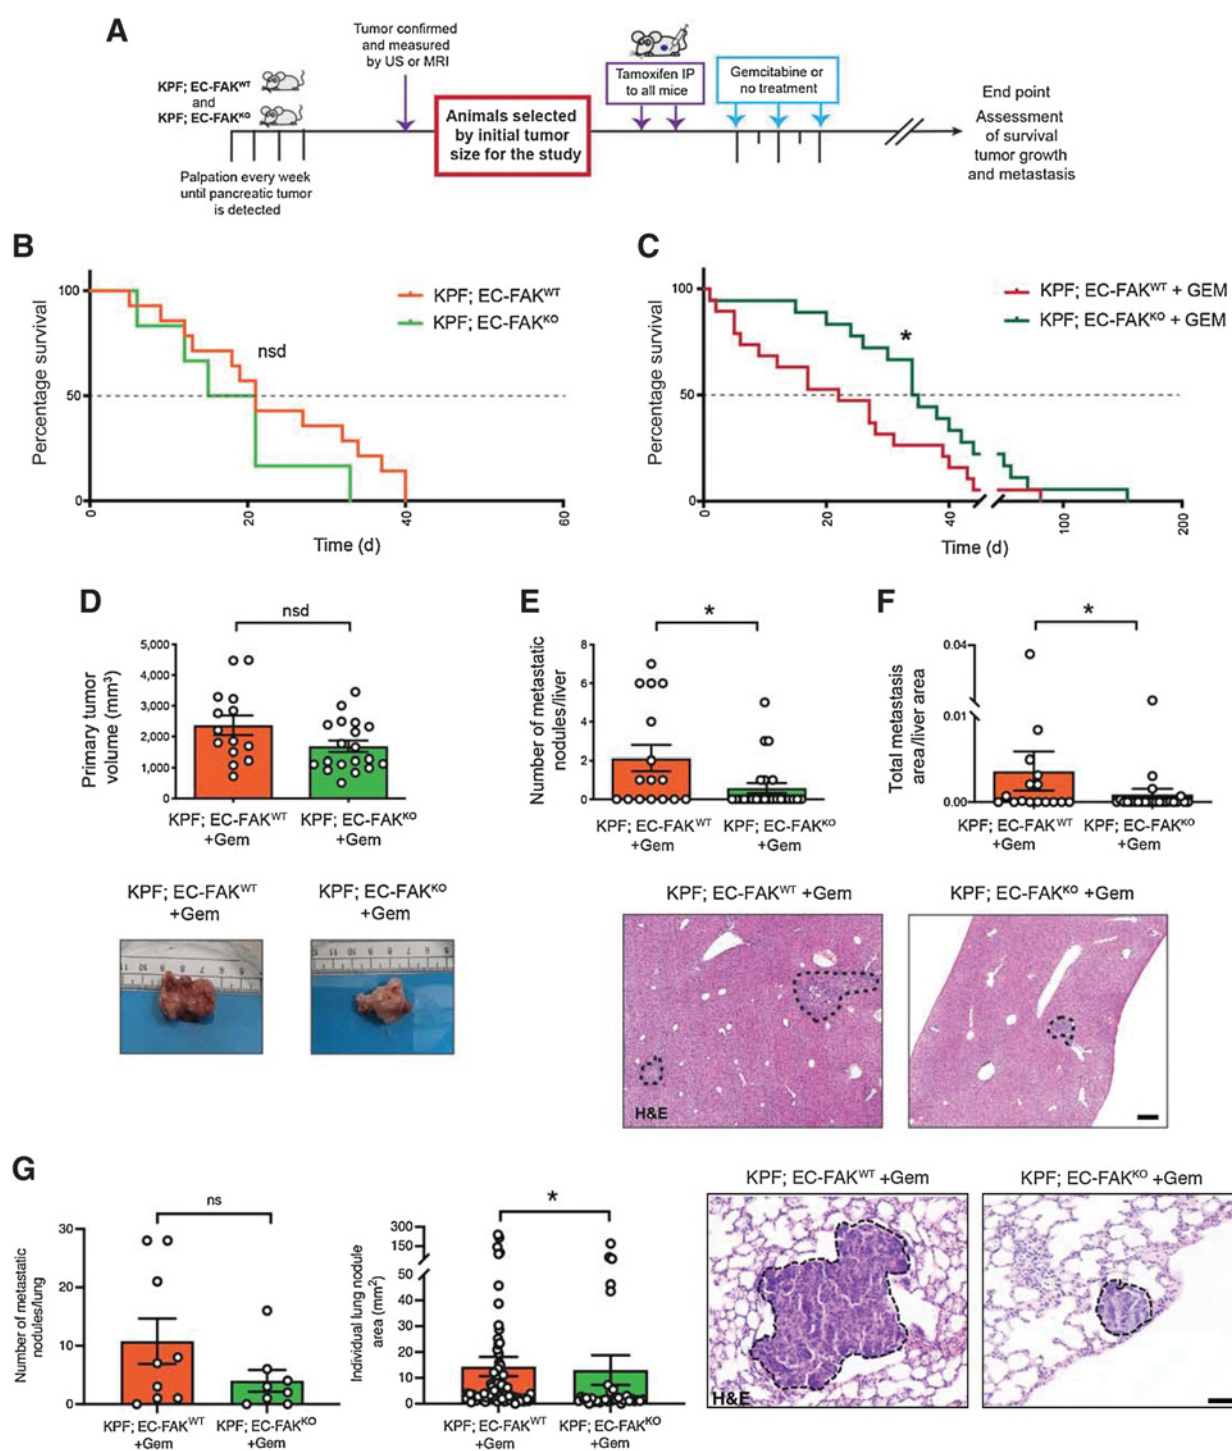 A
Tumor confirmed
and measured
by US or MRI
KPF; EC-FAKWT
and
KPF; EC-FAKKO
Palpation every week
until pancreatic tumor
is detected
Animals selected
by initial tumor
size for the study
Tamoxifen IP
to all mice
Gemcitabine or
no treatment
End point
Assessment
of survival
tumor growth
and metastasis
B
Percentage survival
100
50
0
0
20
40
60
Time (d)
nsd
KPF; EC-FAKWT
KPF; EC-FAKKO
C
Percentage survival
100
50
0
0
20
40
100
200
Time (d)
*
KPF; EC-FAKWT + GEM
KPF; EC-FAKKO + GEM
D
nsd
Primary tumor
volume (mm3)
5,000
4,000
3,000
2,000
1,000
0
KPF; EC-FAKWT
+Gem
KPF; EC-FAKKO
+Gem
KPF; EC-FAKWT
+Gem
KPF; EC-FAKKO
+Gem
E
*
Number of metastatic
nodules/liver
8
6
4
2
0
KPF; EC-FAKWT
+Gem
KPF; EC-FAKKO
+Gem
F
*
Total metastasis
area/liver area
0.04
0.01
0.00
KPF; EC-FAKWT
+Gem
KPF; EC-FAKKO
+Gem
KPF; EC-FAKWT +Gem
KPF; EC-FAKKO +Gem
H&E
G
ns
Number of metastatic
nodules/lung
30
20
10
0
KPF; EC-FAKWT
+Gem
KPF; EC-FAKKO
+Gem
*
Individual lung nodule
area (mm2)
300
150
50
40
30
20
10
0
KPF; EC-FAKWT
+Gem
KPF; EC-FAKKO
+Gem
KPF; EC-FAKWT +Gem
KPF; EC-FAKKO +Gem
H&E